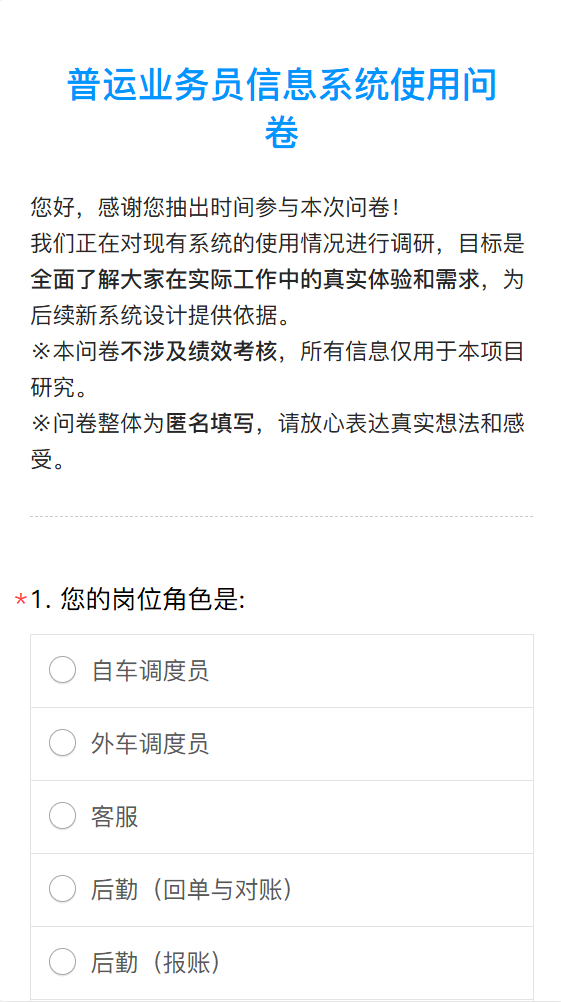 普运业务员信息系统使用问
卷
您好，感谢您抽出时间参与本次问卷！
我们正在对现有系统的使用情况进行调研，目标是
全面了解大家在实际工作中的真实体验和需求，为
后续新系统设计提供依据。
※本问卷不涉及绩效考核，所有信息仅用于本项目
研究。
※问卷整体为匿名填写，请放心表达真实想法和感
受。
*1. 您的岗位角色是:
自车调度员
外车调度员
客服
后勤（回单与对账）
后勤（报账）